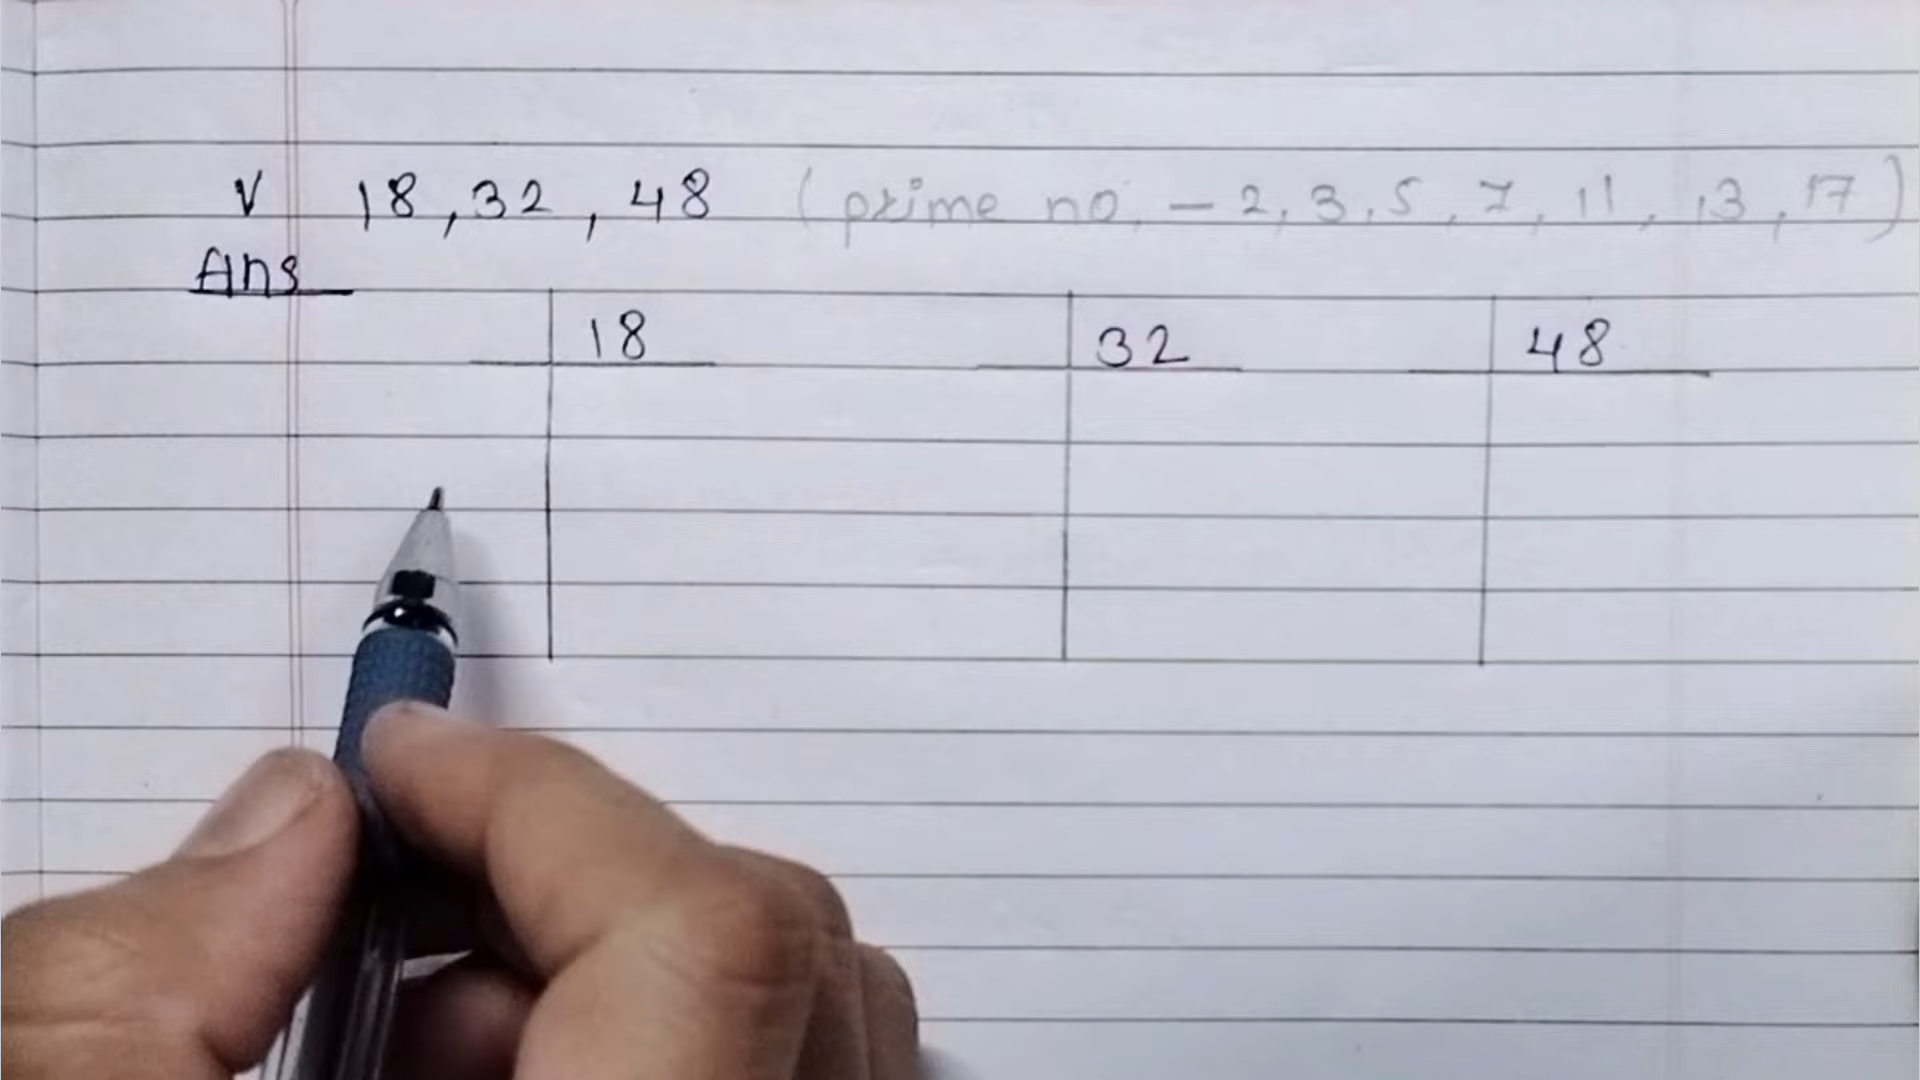 V 18, 32, 48 (prime no. - 2, 3, 5, 7, 11, 13, 17)
Ans
18 32 48